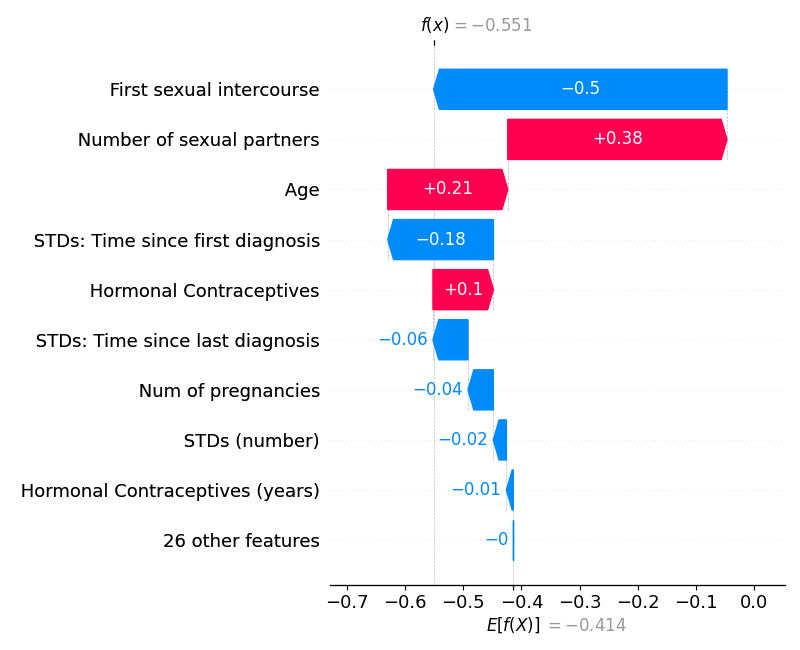 f(x) = −0.551
First sexual intercourse −0.5
Number of sexual partners +0.38
Age +0.21
STDs: Time since first diagnosis −0.18
Hormonal Contraceptives +0.1
STDs: Time since last diagnosis −0.06
Num of pregnancies −0.04
STDs (number) −0.02
Hormonal Contraceptives (years) −0.01
26 other features −0
−0.7 −0.6 −0.5 −0.4 −0.3 −0.2 −0.1 0.0
E[f(X)] = −0.414